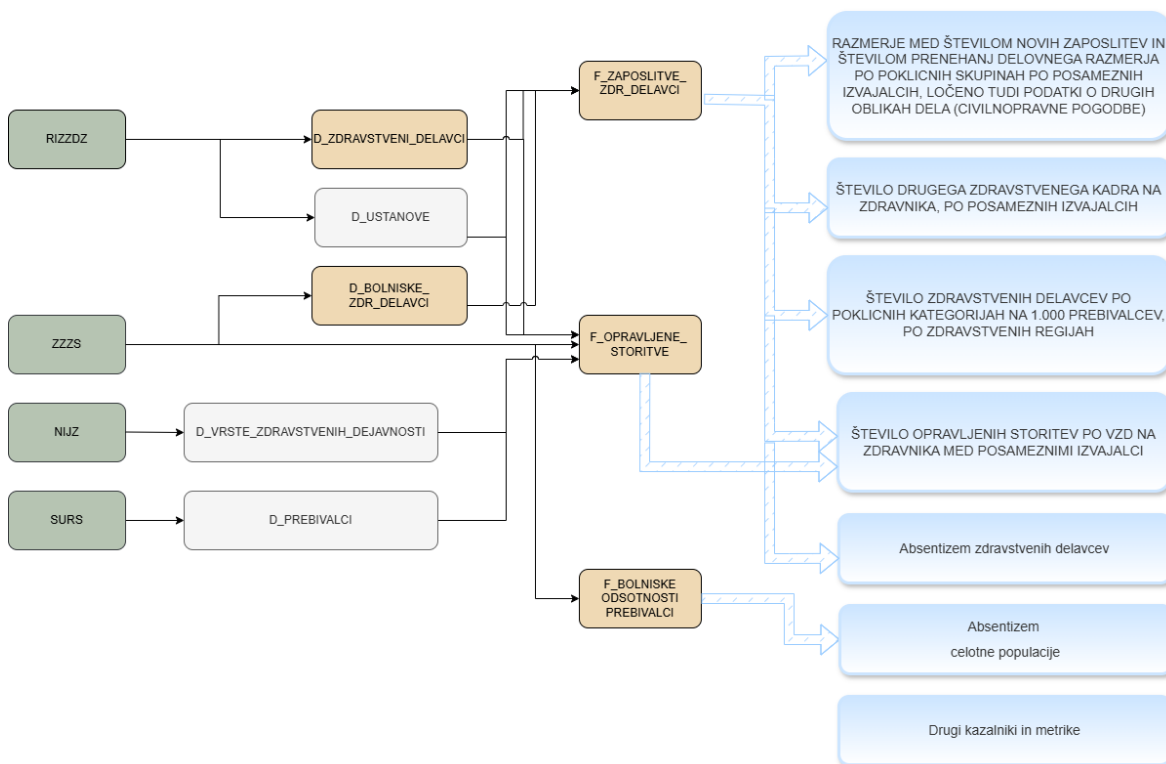 RIZZDZ
ZZZS
NIJZ
SURS
D_ZDRAVSTVENI_DELAVCI
D_USTANOVE
D_BOLNISKE_
ZDR_DELAVCI
D_VRSTE_ZDRAVSTVENIH_DEJAVNOSTI
D_PREBIVALCI
F_ZAPOSLITVE_
ZDR_DELAVCI
F_OPRAVLJENE_
STORITVE
F_BOLNISKE
ODSOTNOSTI
PREBIVALCI
RAZMERJE MED ŠTEVILOM NOVIH ZAPOSLITEV IN
ŠTEVILOM PRENEHANJ DELOVNEGA RAZMERJA
PO POKLICNIH SKUPINAH PO POSAMEZNIH
IZVAJALCIH, LOČENO TUDI PODATKI O DRUGIH
OBLIKAH DELA (CIVILNOPRAVNE POGODBE)
ŠTEVILO DRUGEGA ZDRAVSTVENEGA KADRA NA
ZDRAVNIKA, PO POSAMEZNIH IZVAJALCIH
ŠTEVILO ZDRAVSTVENIH DELAVCEV PO
POKLICNIH KATEGORIJAH NA 1.000 PREBIVALCEV,
PO ZDRAVSTVENIH REGIJAH
ŠTEVILO OPRAVLJENIH STORITEV PO VZD NA
ZDRAVNIKA MED POSAMEZNIMI IZVAJALCI
Absentizem zdravstvenih delavcev
Absentizem
celotne populacije
Drugi kazalniki in metrike